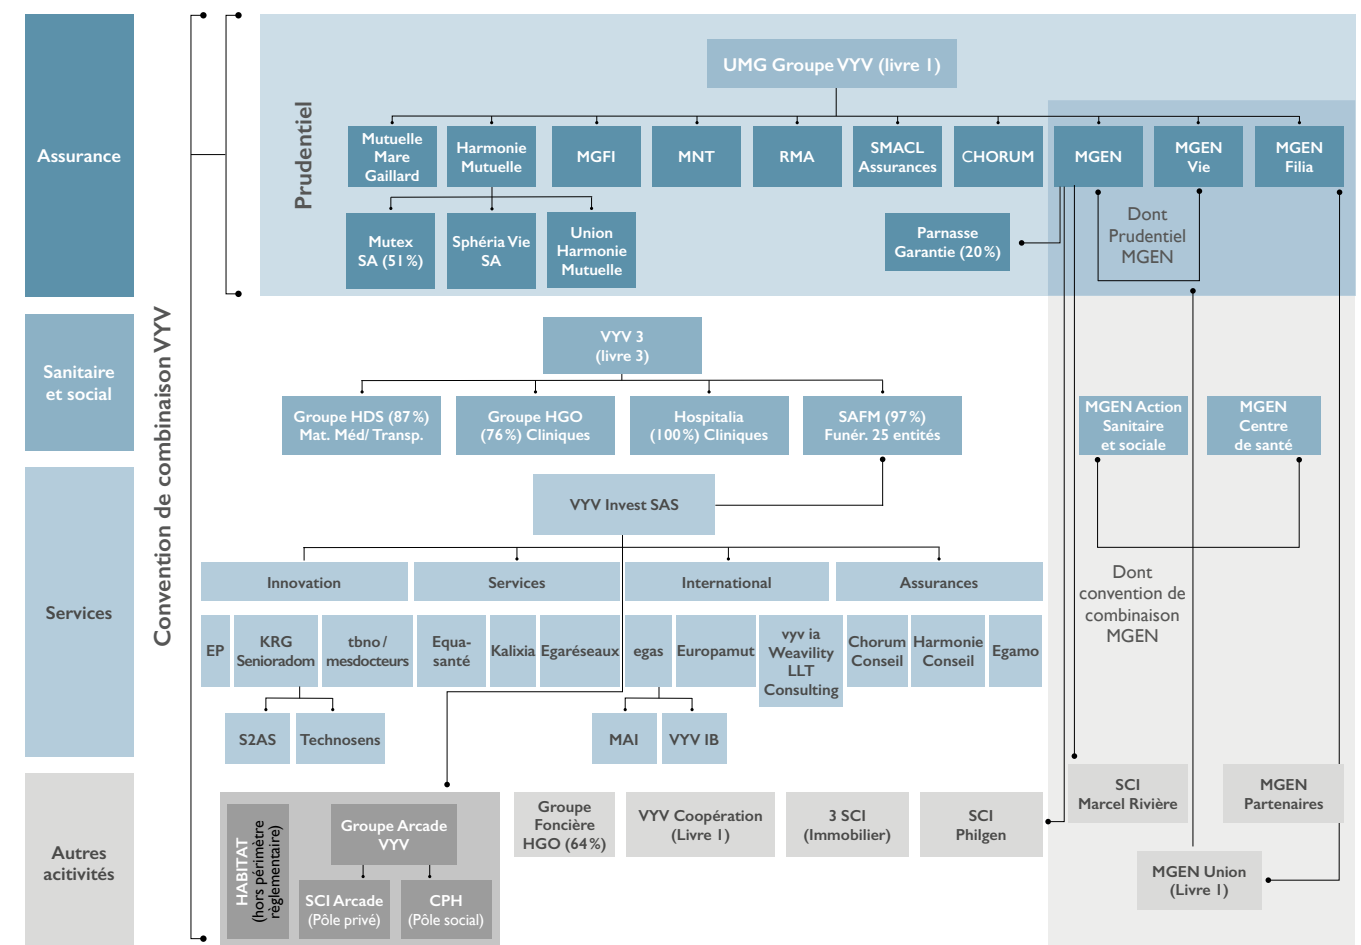 Assurance
Sanitaire
et social
Services
Autres
acitivités
Convention de combinaison VYV
Prudentiel
UMG Groupe VYV (livre 1)
Mutuelle
Mare
Gaillard
Harmonie
Mutuelle
MGFI
MNT
RMA
SMACL
Assurances
CHORUM
MGEN
MGEN
Vie
MGEN
Filia
Mutex
SA (51 %)
Sphéria Vie
SA
Union
Harmonie
Mutuelle
Parnasse
Garantie (20 %)
Dont
Prudentiel
MGEN
VYV 3
(livre 3)
Groupe HDS (87 %)
Mat. Méd/ Transp.
Groupe HGO
(76 %) Cliniques
Hospitalia
(100 %) Cliniques
SAFM (97 %)
Funér. 25 entités
MGEN Action
Sanitaire
et sociale
MGEN
Centre
de santé
VYV Invest SAS
Innovation
Services
International
Assurances
Dont
convention de
combinaison
MGEN
EP
KRG
Senioradom
tbno /
mesdocteurs
Equa-
santé
Kalixia
Egaréseaux
egas
Europamut
vyv ia
Weavility
LLT
Consulting
Chorum
Conseil
Harmonie
Conseil
Egamo
S2AS
Technosens
MAI
VYV IB
HABITAT
(hors périmètre
règlementaire)
Groupe Arcade
VYV
SCI Arcade
(Pôle privé)
CPH
(Pôle social)
Groupe
Foncière
HGO (64 %)
VYV Coopération
(Livre 1)
3 SCI
(Immobilier)
SCI
Philgen
SCI
Marcel Rivière
MGEN
Partenaires
MGEN Union
(Livre 1)